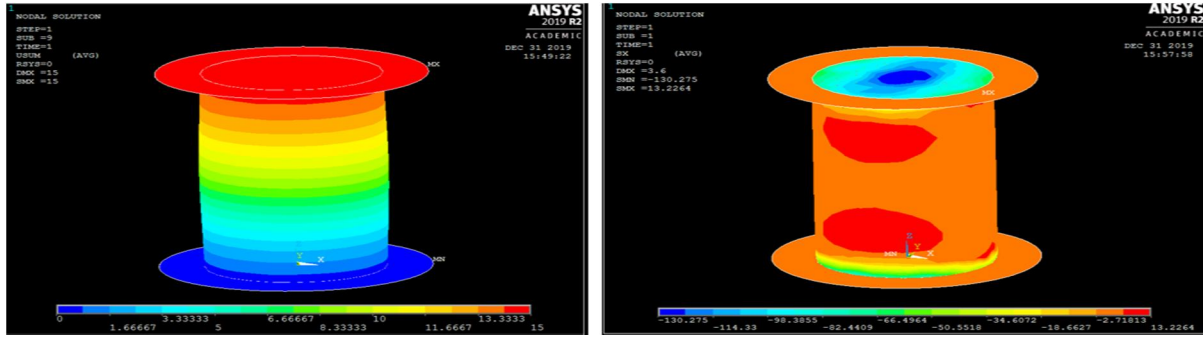 1
NODAL SOLUTION
STEP=1
SUB =9
TIME=1
USUM (AVG)
RSYS=0
DMX =15
SMX =15
ANSYS
2019 R2
ACADEMIC
DEC 31 2019
15:49:22
MX
MN
Y
X
0 3.33333 6.66667 10 13.3333
1.66667 5 8.33333 11.6667 15
1
NODAL SOLUTION
STEP=1
SUB =1
TIME=1
SX (AVG)
RSYS=0
DMX =3.6
SMN =-130.275
SMX =13.2264
ANSYS
2019 R2
ACADEMIC
DEC 31 2019
15:57:58
MX
Z
Y
MN X
-130.275 -98.3855 -66.4964 -34.6072 -2.71813
-114.33 -82.4409 -50.5518 -18.6627 13.2264